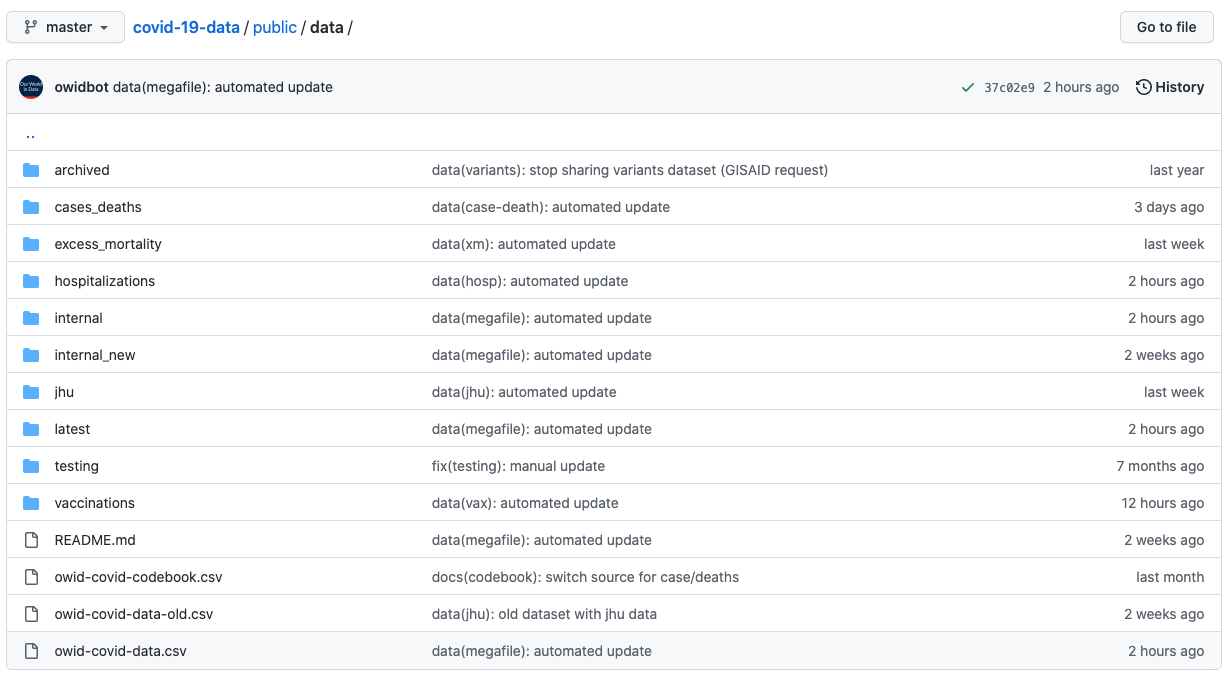 master covid-19-data / public / data / Go to file
Our World in Data owidbot data(megafile): automated update 37c02e9 2 hours ago History
..
archived data(variants): stop sharing variants dataset (GISAID request) last year
cases_deaths data(case-death): automated update 3 days ago
excess_mortality data(xm): automated update last week
hospitalizations data(hosp): automated update 2 hours ago
internal data(megafile): automated update 2 hours ago
internal_new data(megafile): automated update 2 weeks ago
jhu data(jhu): automated update last week
latest data(megafile): automated update 2 hours ago
testing fix(testing): manual update 7 months ago
vaccinations data(vax): automated update 12 hours ago
README.md data(megafile): automated update 2 weeks ago
owid-covid-codebook.csv docs(codebook): switch source for case/deaths last month
owid-covid-data-old.csv data(jhu): old dataset with jhu data 2 weeks ago
owid-covid-data.csv data(megafile): automated update 2 hours ago